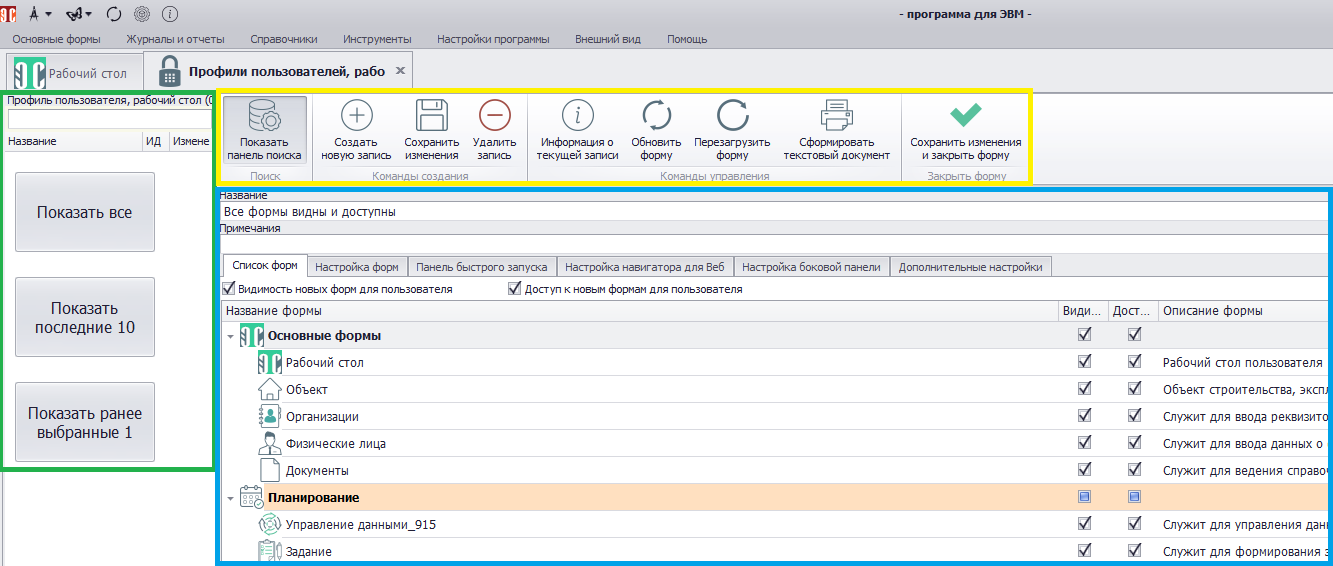 - программа для ЭВМ -
Основные формы Журналы и отчеты Справочники Инструменты Настройки программы Внешний вид Помощь
Рабочий стол Профили пользователей, рабо
Профиль пользователя, рабочий стол (
Название ИД Измене
Показать все
Показать
последние 10
Показать ранее
выбранные 1
Показать
панель поиска
Поиск
Создать
новую запись
Сохранить
изменения
Удалить
запись
Команды создания
Информация о
текущей записи
Обновить
форму
Перезагрузить
форму
Сформировать
текстовый документ
Команды управления
Сохранить изменения
и закрыть форму
Закрыть форму
Название
Все формы видны и доступны
Примечания
Список форм Настройка форм Панель быстрого запуска Настройка навигатора для Веб Настройка боковой панели Дополнительные настройки
Видимость новых форм для пользователя Доступ к новым формам для пользователя
Название формы Види... Дост... Описание формы
Основные формы
Рабочий стол Рабочий стол пользователя
Объект Объект строительства, экспл
Организации Служит для ввода реквизито
Физические лица Служит для ввода данных о
Документы Служит для ведения справоч
Планирование
Управление данными_915 Служит для управления данн
Задание Служит для формирования з